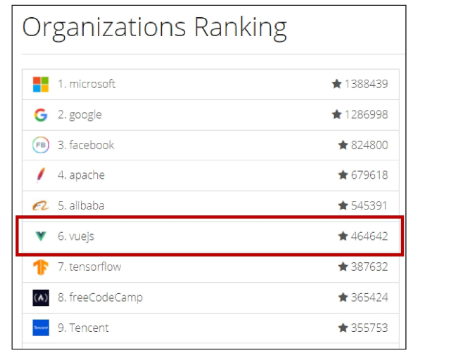 Organizations Ranking
1. microsoft ★ 1388439
2. google ★ 1286998
FB 3. facebook ★ 824800
4. apache ★ 679618
5. alibaba ★ 545391
6. vuejs ★ 464642
7. tensorflow ★ 387632
(A) 8. freeCodeCamp ★ 365424
Tencent 9. Tencent ★ 355753